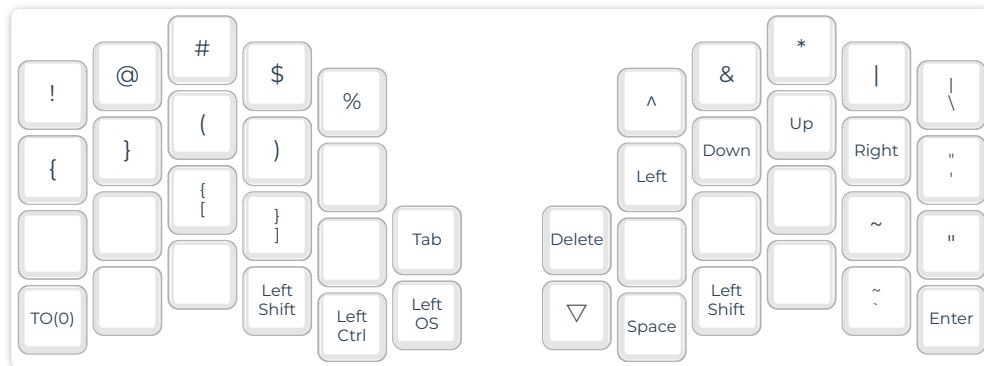 ! @ # $ % ^ & * | |
\
{ } ( ) Left Down Up Right "
'
{
[
}
]
~ "
Tab Delete
TO(0) Left
Shift
Left
Ctrl
Left
OS
▽ Space Left
Shift
~
`
Enter